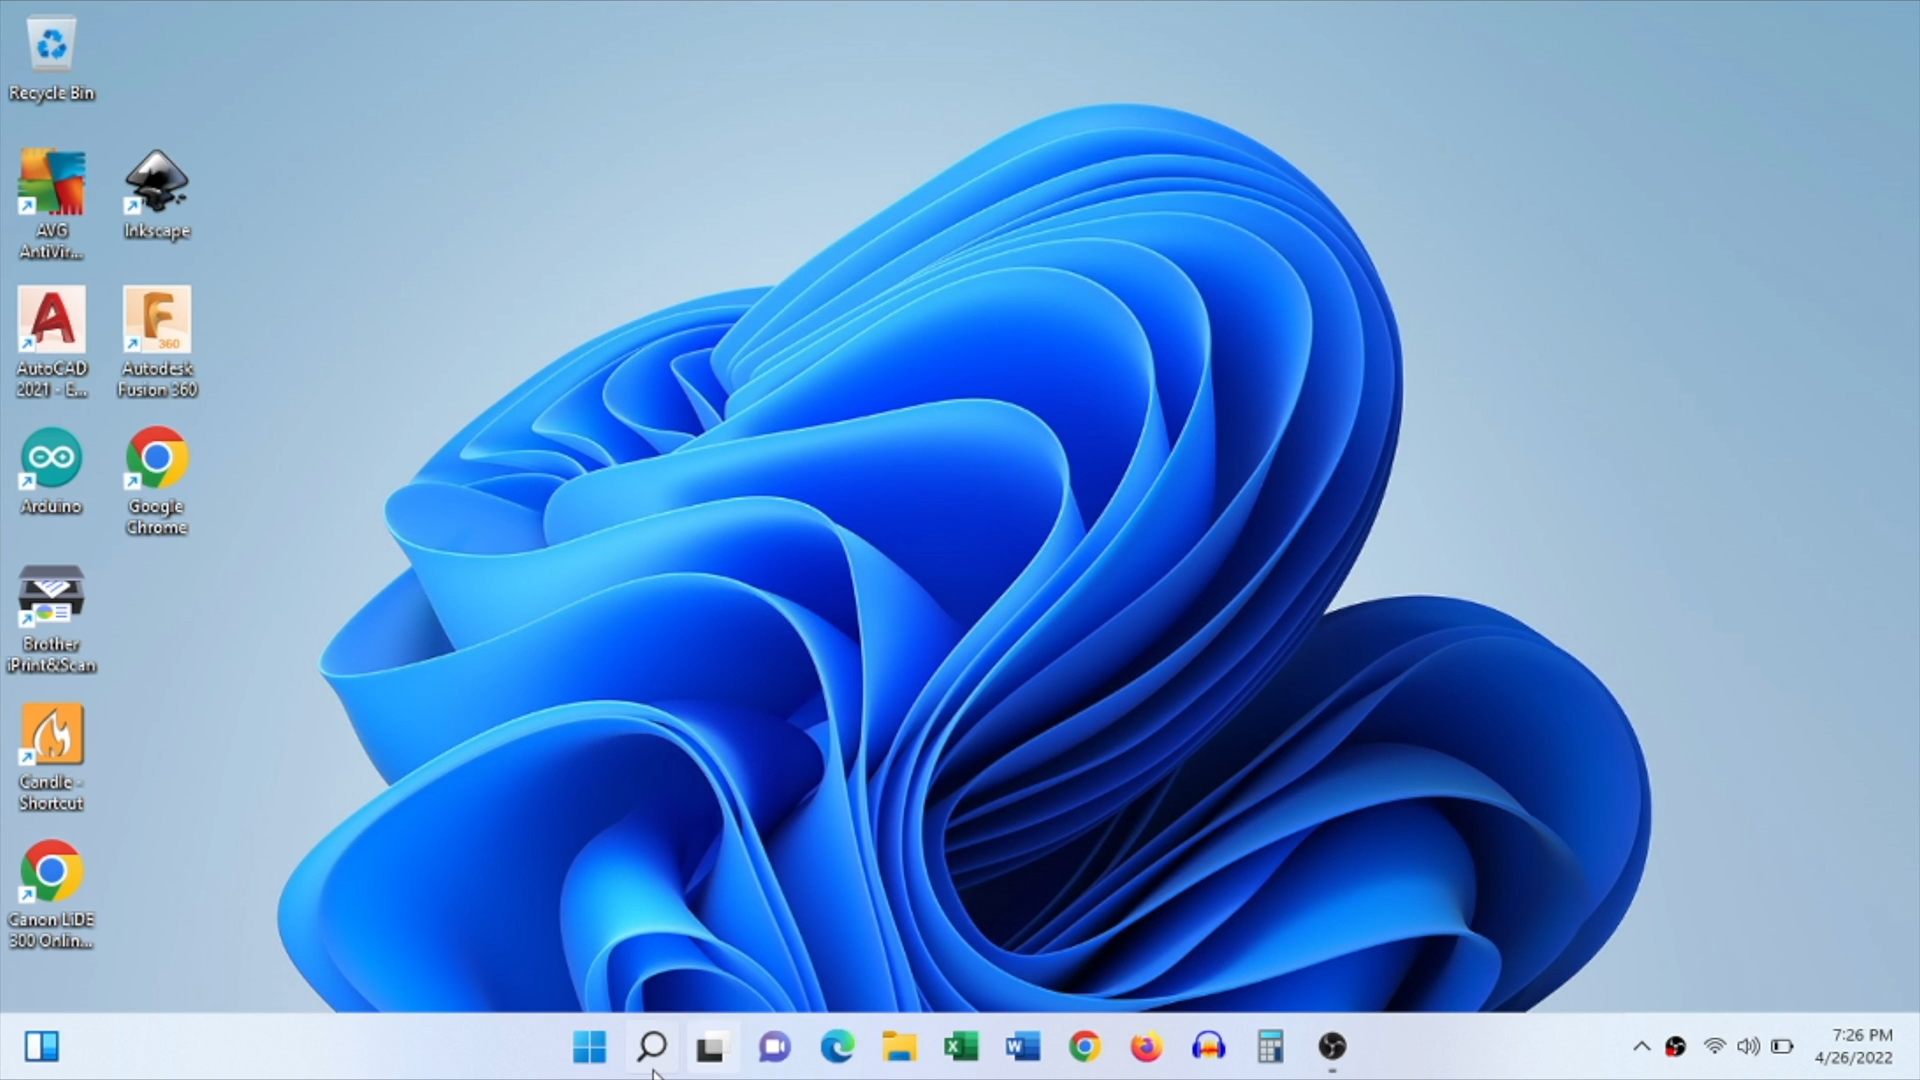 Recycle Bin
AVG
AntiVir...
Inkscape
AutoCAD
2021 - E...
360
Autodesk
Fusion 360
Arduino
Google
Chrome
Brother
iPrint&Scan
Candle -
Shortcut
Canon LiDE
300 Onlin...
7:26 PM
4/26/2022